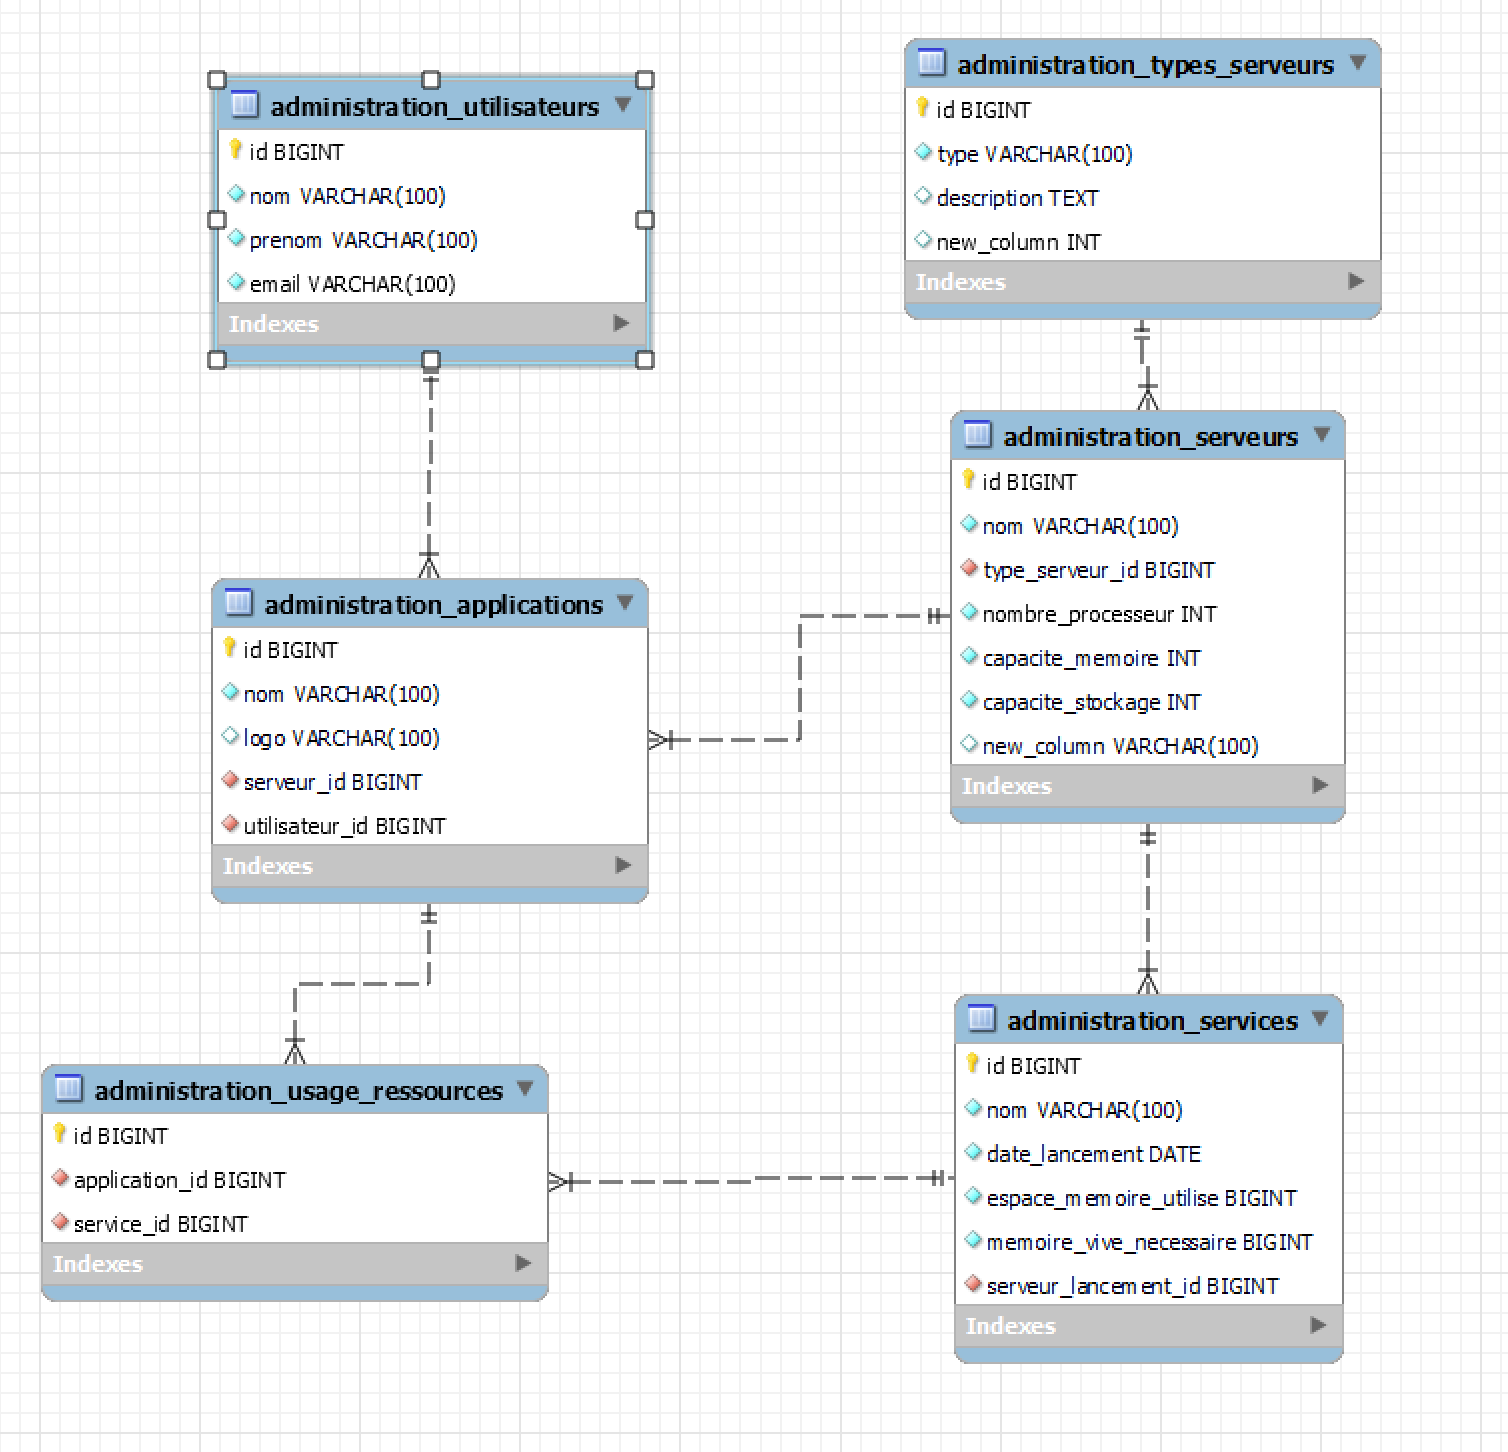 administration_utilisateurs
id BIGINT
nom VARCHAR(100)
prenom VARCHAR(100)
email VARCHAR(100)
Indexes
administration_types_serveurs
id BIGINT
type VARCHAR(100)
description TEXT
new_column INT
Indexes
administration_serveurs
id BIGINT
nom VARCHAR(100)
type_serveur_id BIGINT
nombre_processeur INT
capacite_memoire INT
capacite_stockage INT
new_column VARCHAR(100)
Indexes
administration_applications
id BIGINT
nom VARCHAR(100)
logo VARCHAR(100)
serveur_id BIGINT
utilisateur_id BIGINT
Indexes
administration_usage_ressources
id BIGINT
application_id BIGINT
service_id BIGINT
Indexes
administration_services
id BIGINT
nom VARCHAR(100)
date_lancement DATE
espace_memoire_utilise BIGINT
memoire_vive_necessaire BIGINT
serveur_lancement_id BIGINT
Indexes